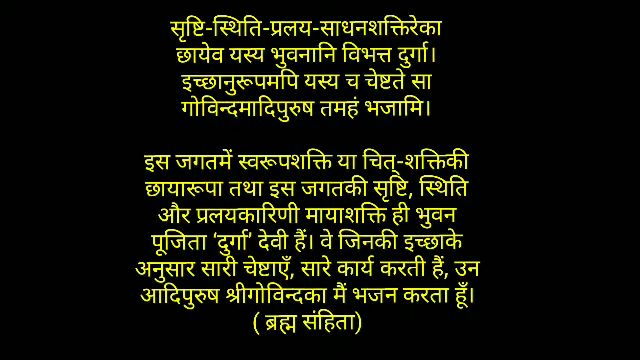 सृष्टि-स्थिति-प्रलय-साधनशक्तिरेका
छायेव यस्य भुवनानि विभत्त दुर्गा।
इच्छानुरूपमपि यस्य च चेष्टते सा
गोविन्दमादिपुरुष तमहं भजामि।
इस जगतमें स्वरूपशक्ति या चित्-शक्तिकी
छायारूपा तथा इस जगतकी सृष्टि, स्थिति
और प्रलयकारिणी मायाशक्ति ही भुवन
पूजिता ‘दुर्गा’ देवी हैं। वे जिनकी इच्छाके
अनुसार सारी चेष्टाएँ, सारे कार्य करती हैं, उन
आदिपुरुष श्रीगोविन्दका मैं भजन करता हूँ।
( ब्रह्म संहिता)